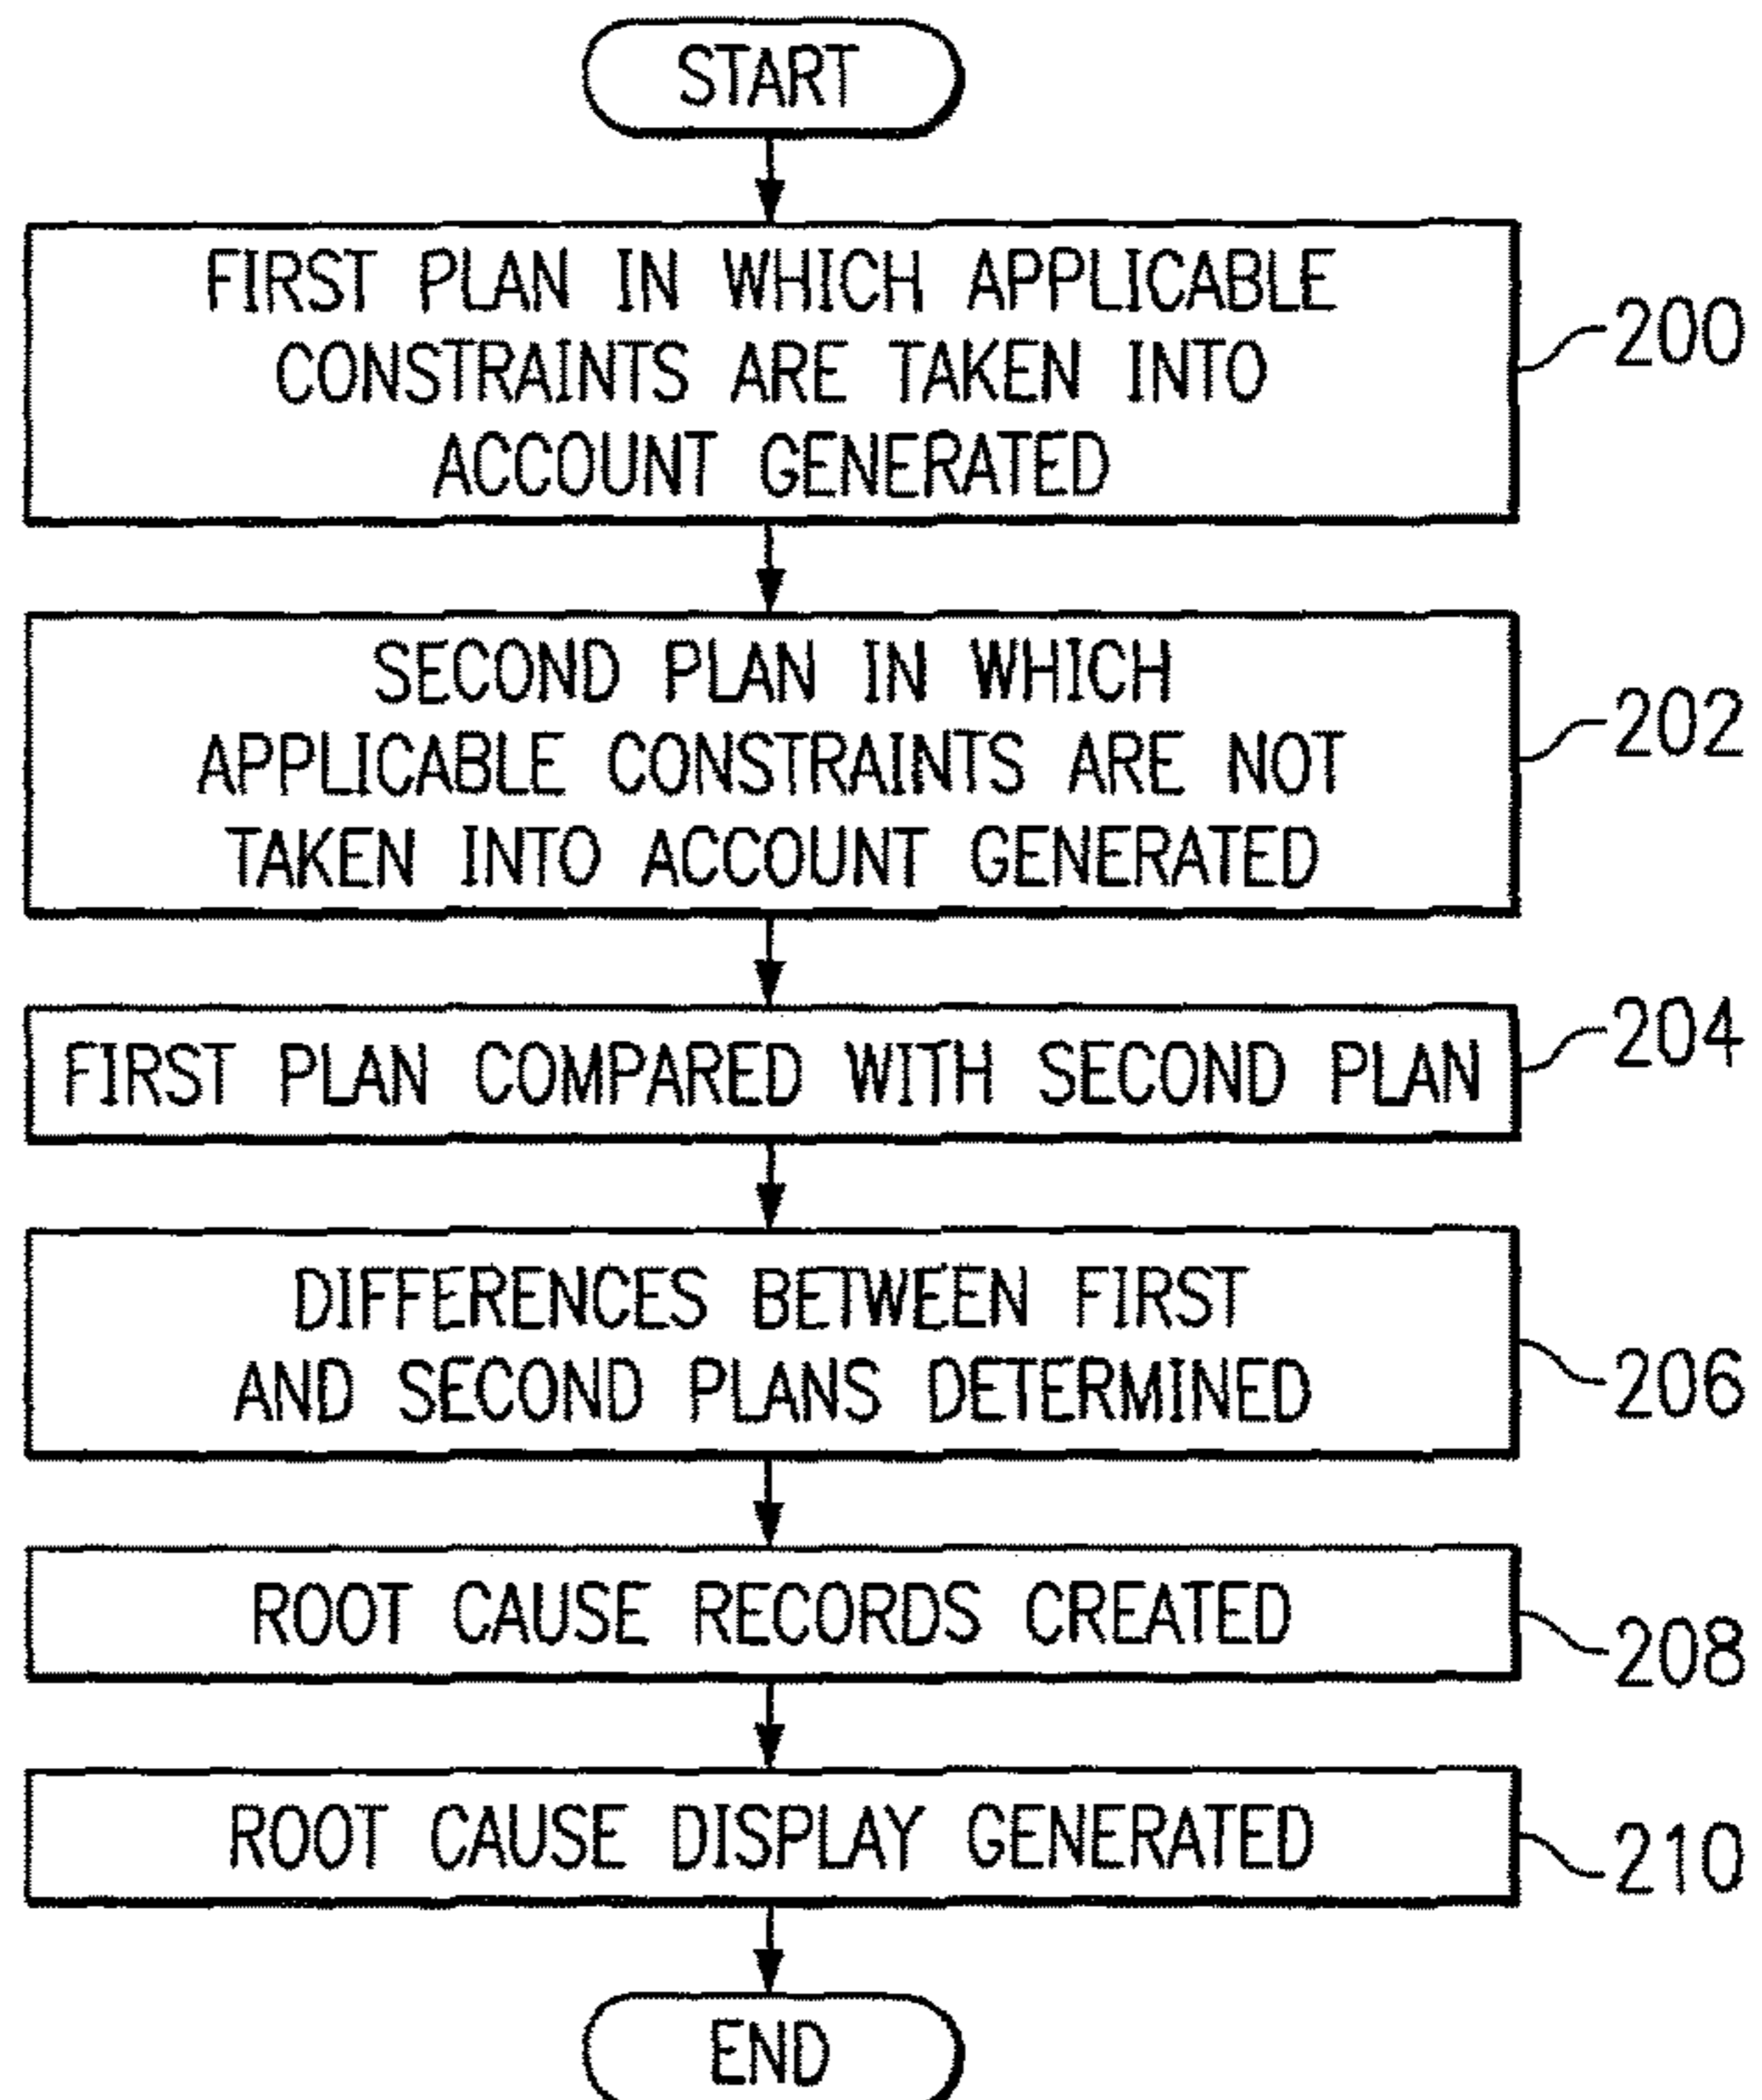 START
FIRST PLAN IN WHICH APPLICABLE
CONSTRAINTS ARE TAKEN INTO
ACCOUNT GENERATED
200
SECOND PLAN IN WHICH
APPLICABLE CONSTRAINTS ARE NOT
TAKEN INTO ACCOUNT GENERATED
202
FIRST PLAN COMPARED WITH SECOND PLAN
204
DIFFERENCES BETWEEN FIRST
AND SECOND PLANS DETERMINED
206
ROOT CAUSE RECORDS CREATED
208
ROOT CAUSE DISPLAY GENERATED
210
END